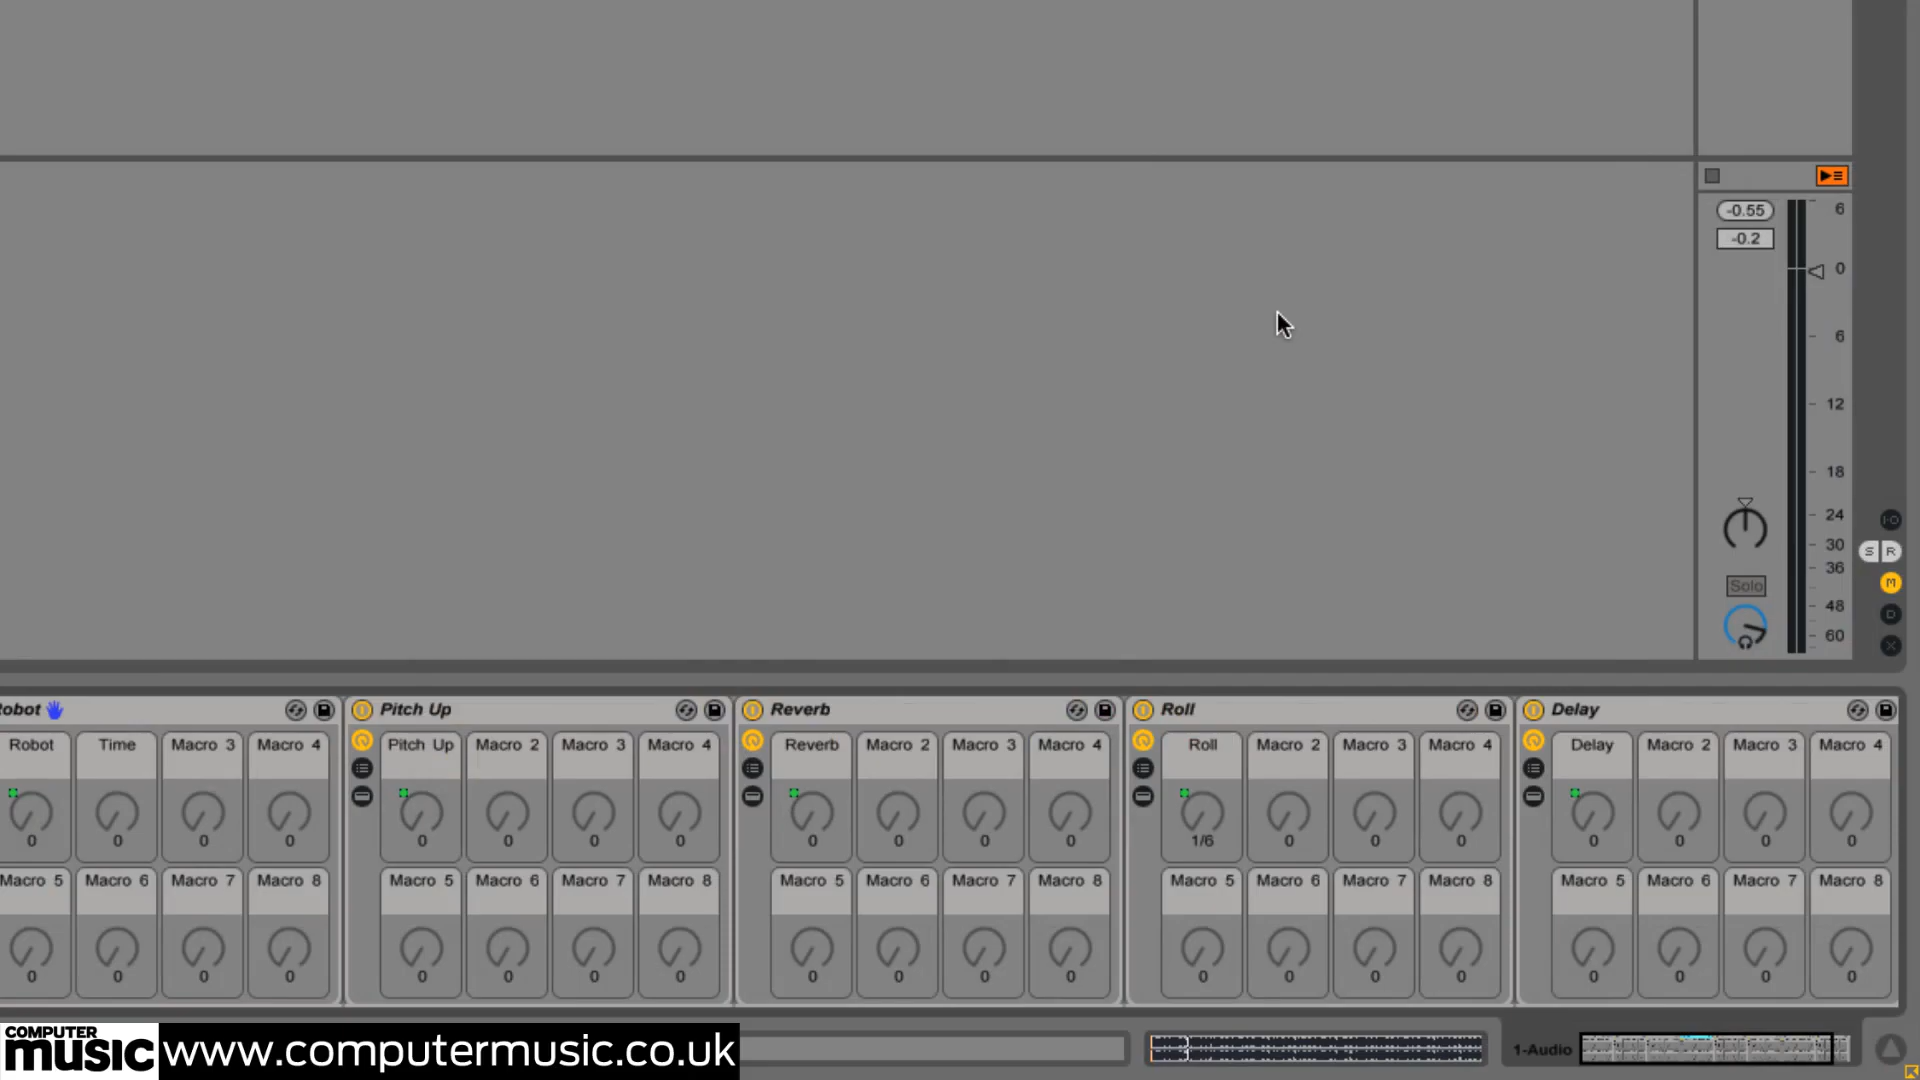 -0.55
6
-0.2
0
6
12
18
24
30
36
48
60
Solo
I·O
S R
M
D
X
obot
Pitch Up
Reverb
Roll
Delay
Robot Time Macro 3 Macro 4
Pitch Up Macro 2 Macro 3 Macro 4
Reverb Macro 2 Macro 3 Macro 4
Roll Macro 2 Macro 3 Macro 4
Delay Macro 2 Macro 3 Macro 4
0 0 0 0
0 0 0 0
0 0 0 0
1/6 0 0 0
0 0 0 0
Macro 5 Macro 6 Macro 7 Macro 8
Macro 5 Macro 6 Macro 7 Macro 8
Macro 5 Macro 6 Macro 7 Macro 8
Macro 5 Macro 6 Macro 7 Macro 8
Macro 5 Macro 6 Macro 7 Macro 8
0 0 0 0
0 0 0 0
0 0 0 0
0 0 0 0
0 0 0 0
COMPUTER
music
www.computermusic.co.uk
1-Audio